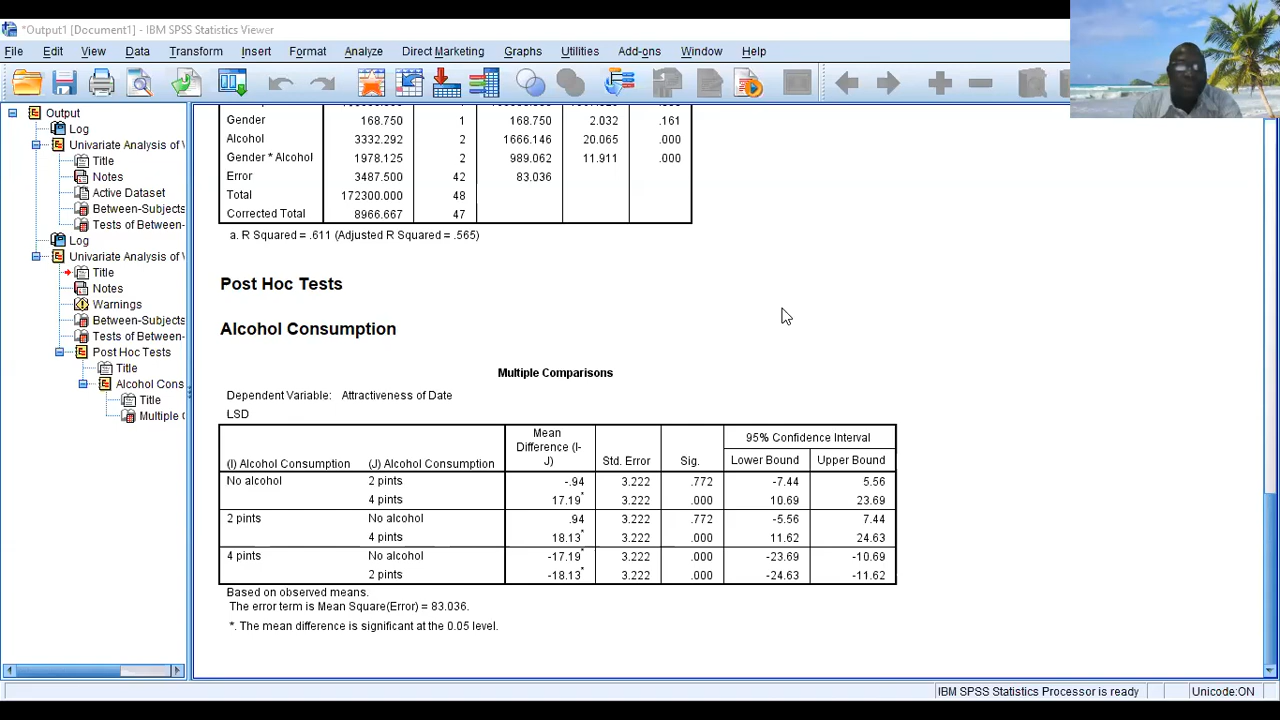 *Output1 [Document1] - IBM SPSS Statistics Viewer
File Edit View Data Transform Insert Format Analyze Direct Marketing Graphs Utilities Add-ons Window Help
Output
Log
Univariate Analysis of V
Title
Notes
Active Dataset
Between-Subjects
Tests of Between-
Log
Univariate Analysis of V
Title
Notes
Warnings
Between-Subjects
Tests of Between-
Post Hoc Tests
Title
Alcohol Cons
Title
Multiple C
Gender 168.750 1 168.750 2.032 .161
Alcohol 3332.292 2 1666.146 20.065 .000
Gender * Alcohol 1978.125 2 989.062 11.911 .000
Error 3487.500 42 83.036
Total 172300.000 48
Corrected Total 8966.667 47
a. R Squared = .611 (Adjusted R Squared = .565)
Post Hoc Tests
Alcohol Consumption
Multiple Comparisons
Dependent Variable: Attractiveness of Date
LSD
(I) Alcohol Consumption (J) Alcohol Consumption Mean Difference (I-J) Std. Error Sig. 95% Confidence Interval
Lower Bound Upper Bound
No alcohol 2 pints -.94 3.222 .772 -7.44 5.56
4 pints 17.19* 3.222 .000 10.69 23.69
2 pints No alcohol .94 3.222 .772 -5.56 7.44
4 pints 18.13* 3.222 .000 11.62 24.63
4 pints No alcohol -17.19* 3.222 .000 -23.69 -10.69
2 pints -18.13* 3.222 .000 -24.63 -11.62
Based on observed means.
The error term is Mean Square(Error) = 83.036.
*. The mean difference is significant at the 0.05 level.
IBM SPSS Statistics Processor is ready Unicode:ON